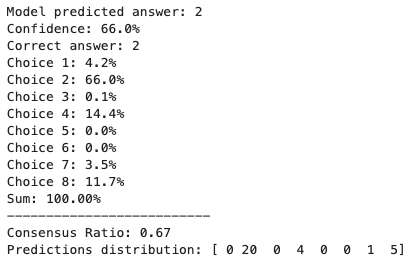 Model predicted answer: 2
Confidence: 66.0%
Correct answer: 2
Choice 1: 4.2%
Choice 2: 66.0%
Choice 3: 0.1%
Choice 4: 14.4%
Choice 5: 0.0%
Choice 6: 0.0%
Choice 7: 3.5%
Choice 8: 11.7%
Sum: 100.00%
--------------------------
Consensus Ratio: 0.67
Predictions distribution: [ 0 20  0  4  0  0  1  5]